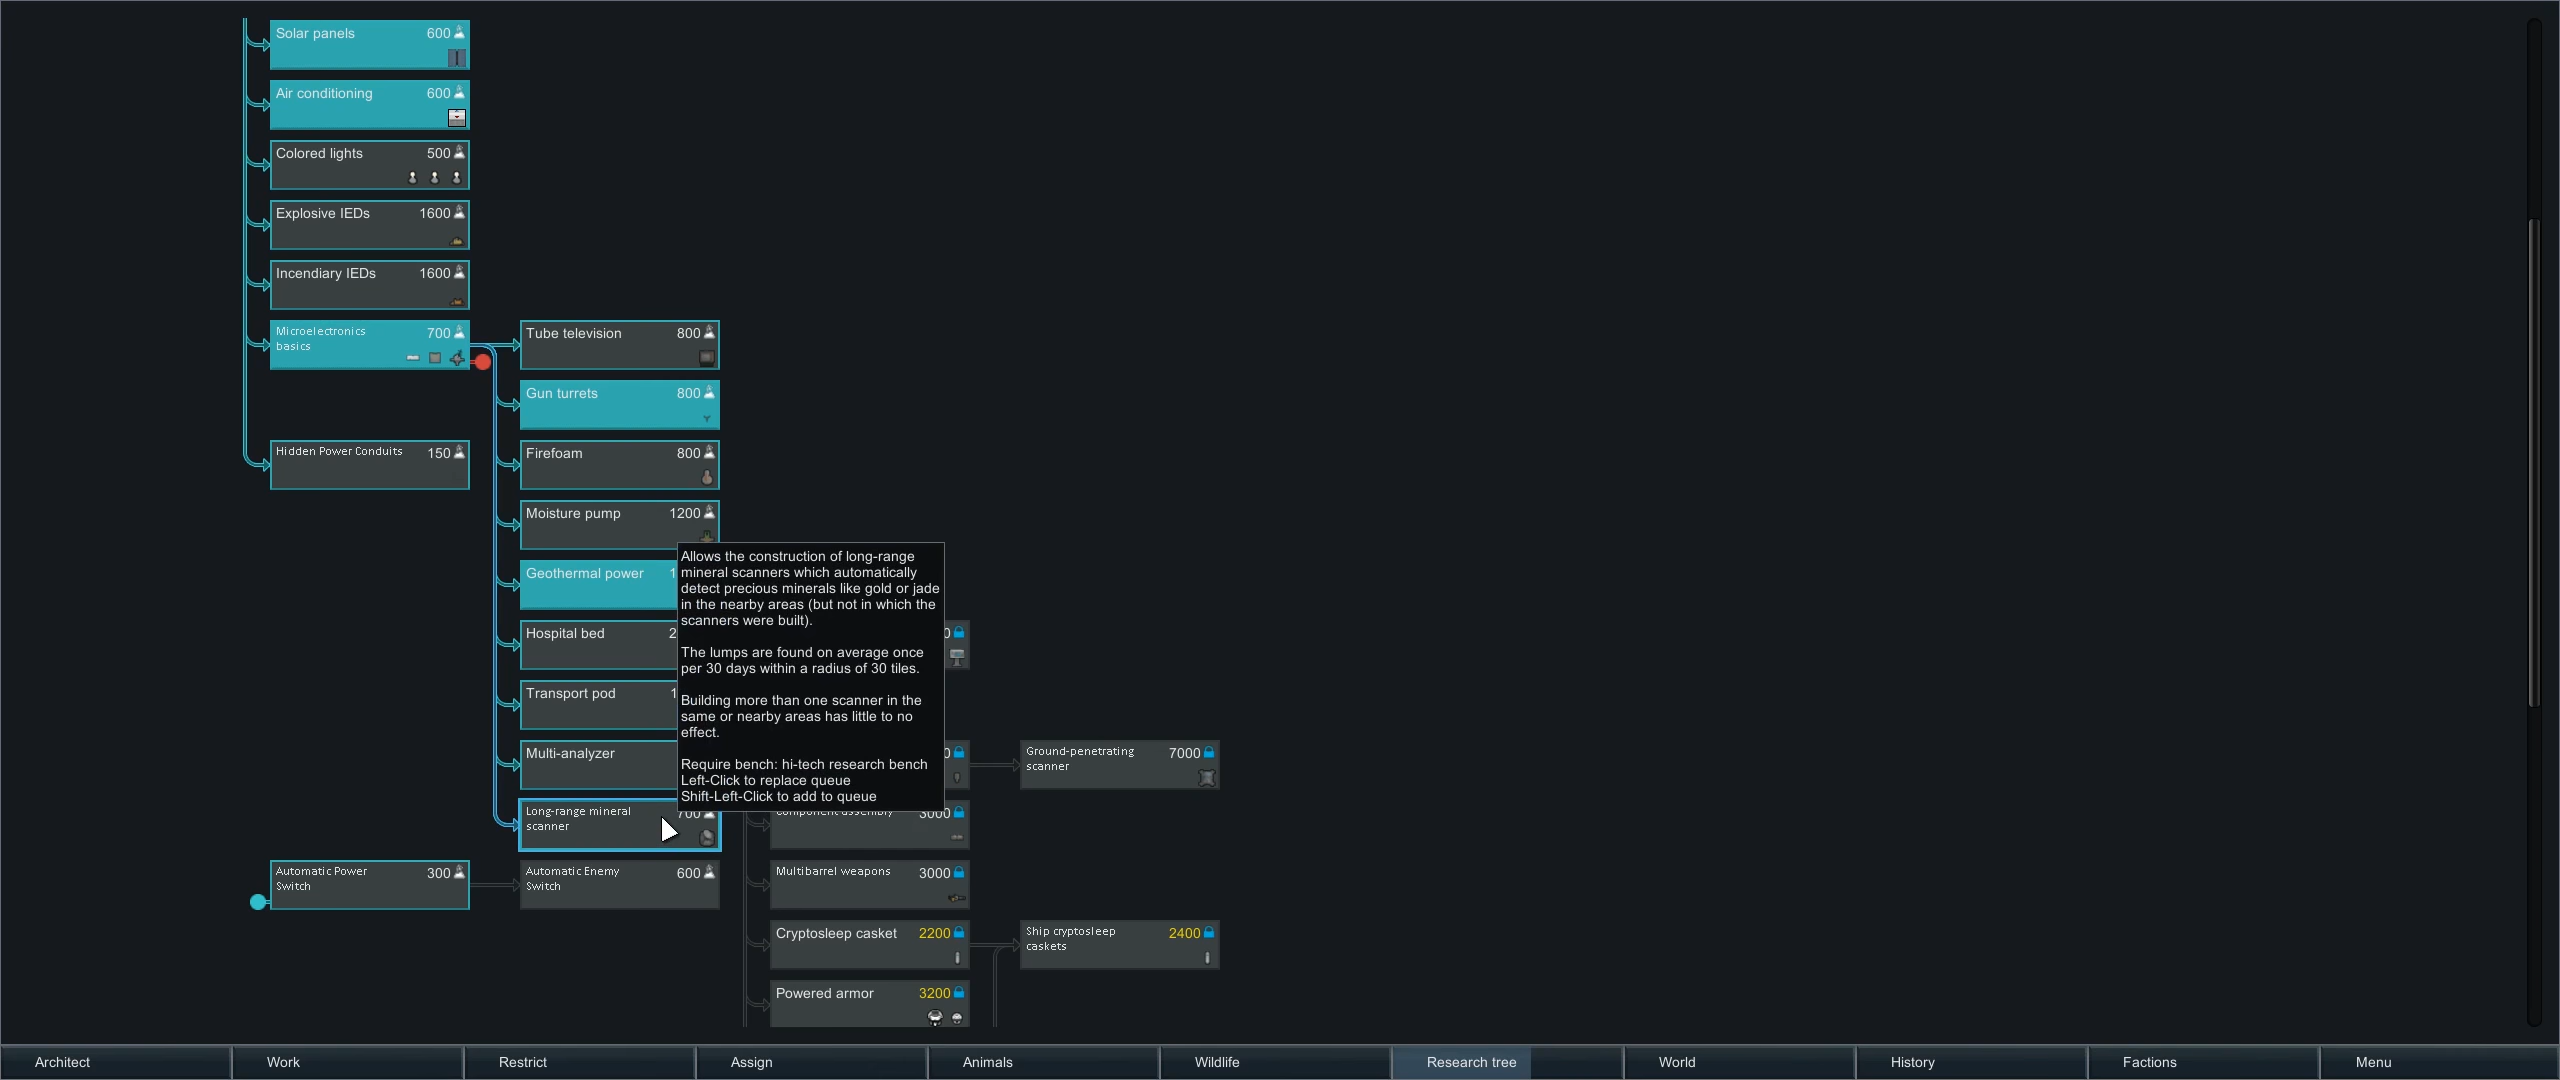 Solar panels 600
Air conditioning 600
Colored lights 500
Explosive IEDs 1600
Incendiary IEDs 1600
Microelectronics
basics
700
Hidden Power Conduits 150
Automatic Power
Switch
300
Tube television 800
Gun turrets 800
Firefoam 800
Moisture pump 1200
Geothermal power 1
Hospital bed 2
Transport pod 1
Multi-analyzer
Long-range mineral
scanner
700
Automatic Enemy
Switch
600
Allows the construction of long-range
mineral scanners which automatically
detect precious minerals like gold or jade
in the nearby areas (but not in which the
scanners were built).
The lumps are found on average once
per 30 days within a radius of 30 tiles.
Building more than one scanner in the
same or nearby areas has little to no
effect.
Require bench: hi-tech research bench
Left-Click to replace queue
Shift-Left-Click to add to queue
0
0
Component assembly 3000
Multibarrel weapons 3000
Cryptosleep casket 2200
Powered armor 3200
Ground-penetrating
scanner
7000
Ship cryptosleep
caskets
2400
Architect Work Restrict Assign Animals Wildlife Research tree World History Factions Menu